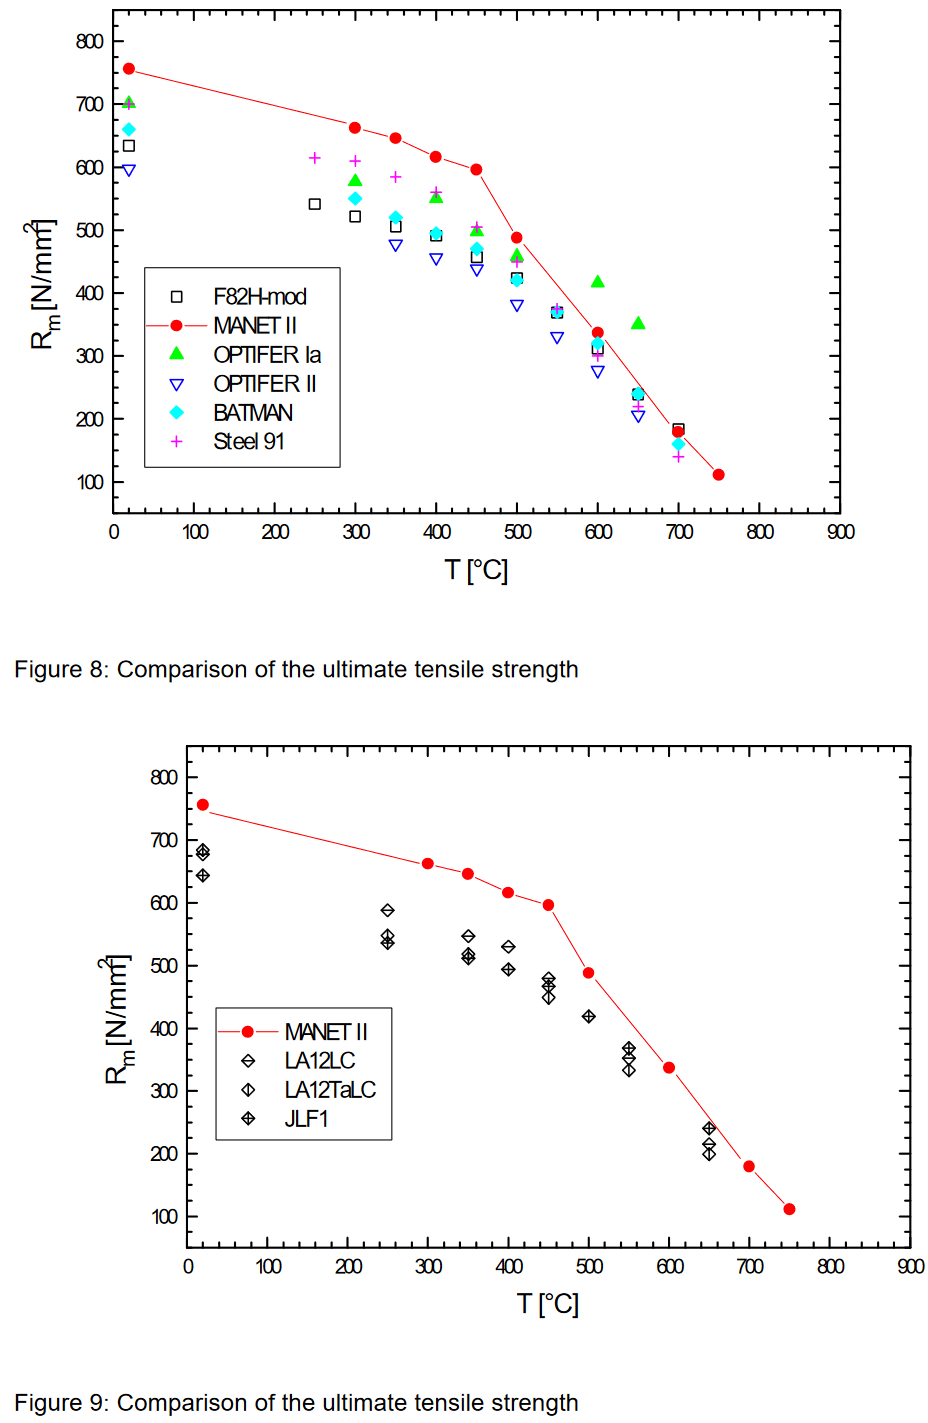 800
700
600
500
400
300
200
100
Rm [N/mm2]
F82H-mod
MANET II
OPTIFER Ia
OPTIFER II
BATMAN
Steel 91
0 100 200 300 400 500 600 700 800 900
T [°C]
Figure 8: Comparison of the ultimate tensile strength
800
700
600
500
400
300
200
100
Rm [N/mm2]
MANET II
LA12LC
LA12TaLC
JLF1
0 100 200 300 400 500 600 700 800 900
T [°C]
Figure 9: Comparison of the ultimate tensile strength